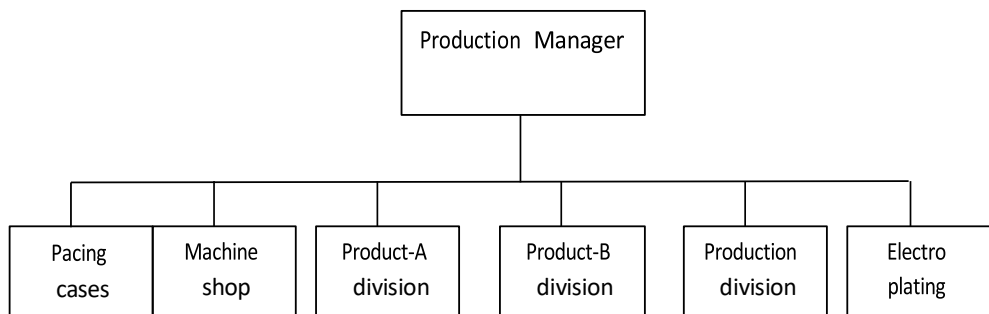 Production Manager
Pacing
cases
Machine
shop
Product-A
division
Product-B
division
Production
division
Electro
plating